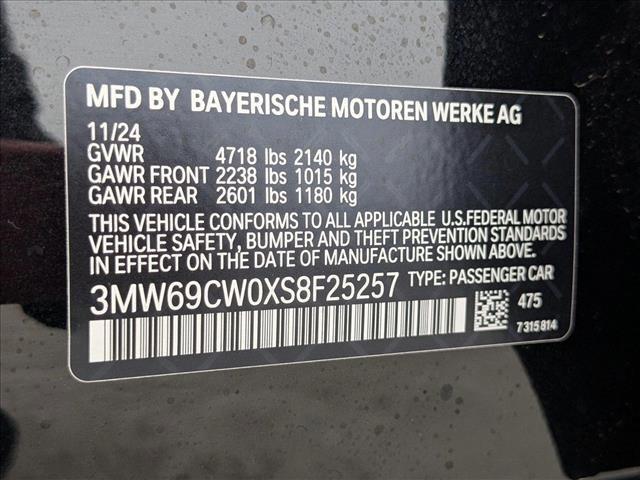 MFD BY BAYERISCHE MOTOREN WERKE AG
11/24
GVWR 4718 lbs 2140 kg
GAWR FRONT 2238 lbs 1015 kg
GAWR REAR 2601 lbs 1180 kg
THIS VEHICLE CONFORMS TO ALL APPLICABLE U.S.FEDERAL MOTOR
VEHICLE SAFETY, BUMPER AND THEFT PREVENTION STANDARDS
IN EFFECT ON THE DATE OF MANUFACTURE SHOWN ABOVE.
3MW69CW0XS8F25257 TYPE: PASSENGER CAR
475
7315814